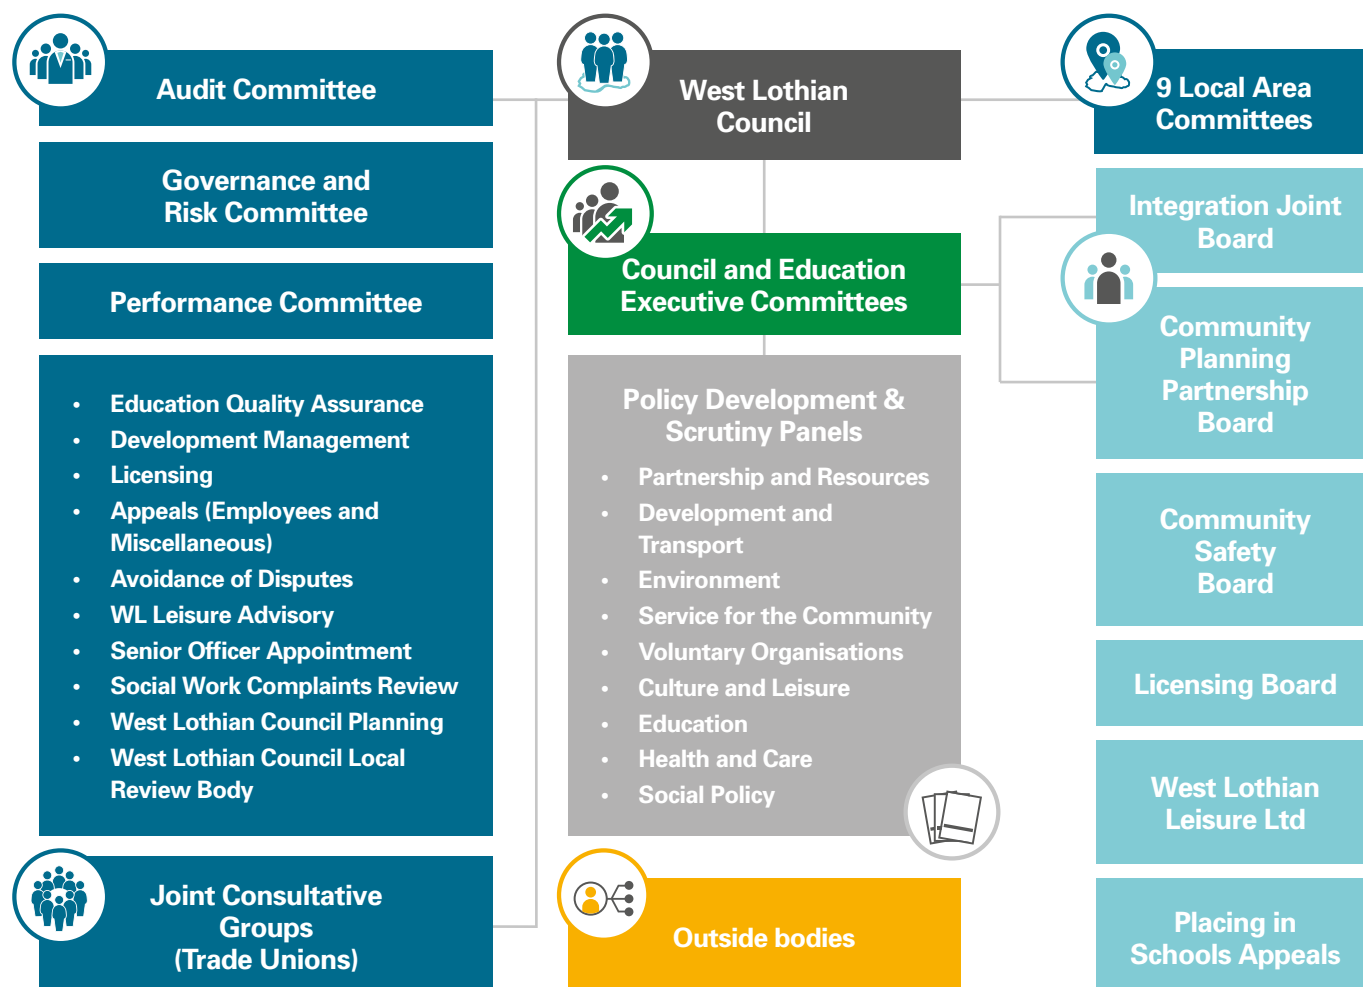 Audit Committee
Governance and
Risk Committee
Performance Committee
• Education Quality Assurance
• Development Management
• Licensing
• Appeals (Employees and
Miscellaneous)
• Avoidance of Disputes
• WL Leisure Advisory
• Senior Officer Appointment
• Social Work Complaints Review
• West Lothian Council Planning
• West Lothian Council Local
Review Body
Joint Consultative
Groups
(Trade Unions)
West Lothian
Council
Council and Education
Executive Committees
Policy Development &
Scrutiny Panels
• Partnership and Resources
• Development and
Transport
• Environment
• Service for the Community
• Voluntary Organisations
• Culture and Leisure
• Education
• Health and Care
• Social Policy
Outside bodies
9 Local Area
Committees
Integration Joint
Board
Community
Planning
Partnership
Board
Community
Safety
Board
Licensing Board
West Lothian
Leisure Ltd
Placing in
Schools Appeals